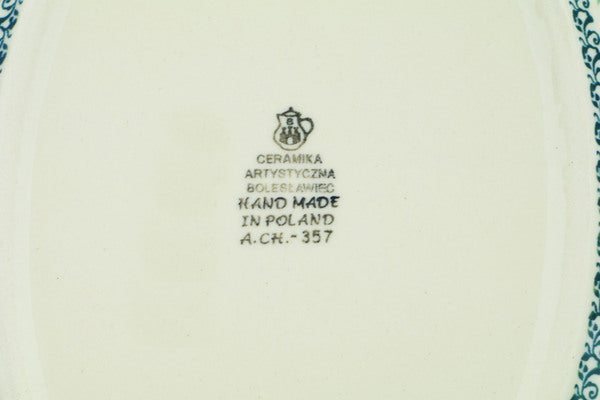 B
CERAMIKA
ARTYSTYCZNA
BOLESŁAWIEC
HAND MADE
IN POLAND
A.CH.-357